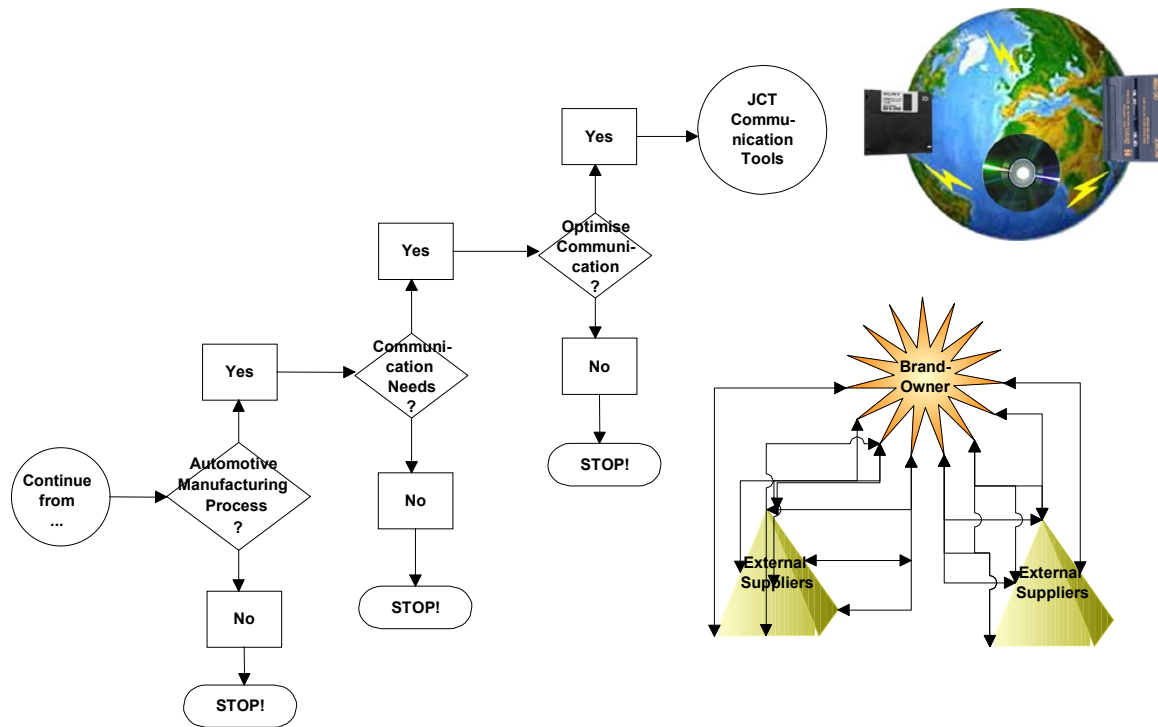 Continue
from
...
Automotive
Manufacturing
Process
?
Yes
No
STOP!
Communi-
cation
Needs
?
Yes
No
STOP!
Optimise
Communi-
cation
?
Yes
No
STOP!
JCT
Commu-
nication
Tools
Brand-
Owner
External
Suppliers
External
Suppliers